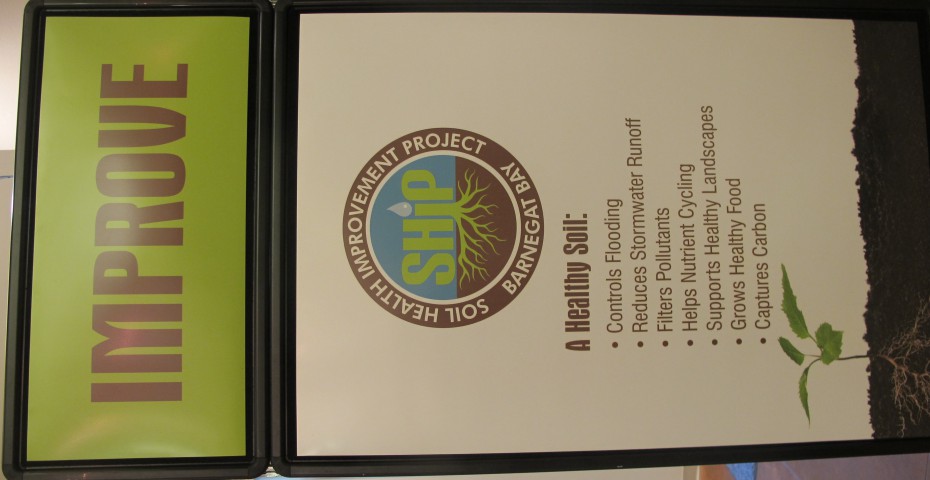 IMPROVE
SOIL HEALTH IMPROVEMENT PROJECT
SHIP
BARNEGAT BAY
A Healthy Soil:
• Controls Flooding
• Reduces Stormwater Runoff
• Filters Pollutants
• Helps Nutrient Cycling
• Supports Healthy Landscapes
• Grows Healthy Food
• Captures Carbon